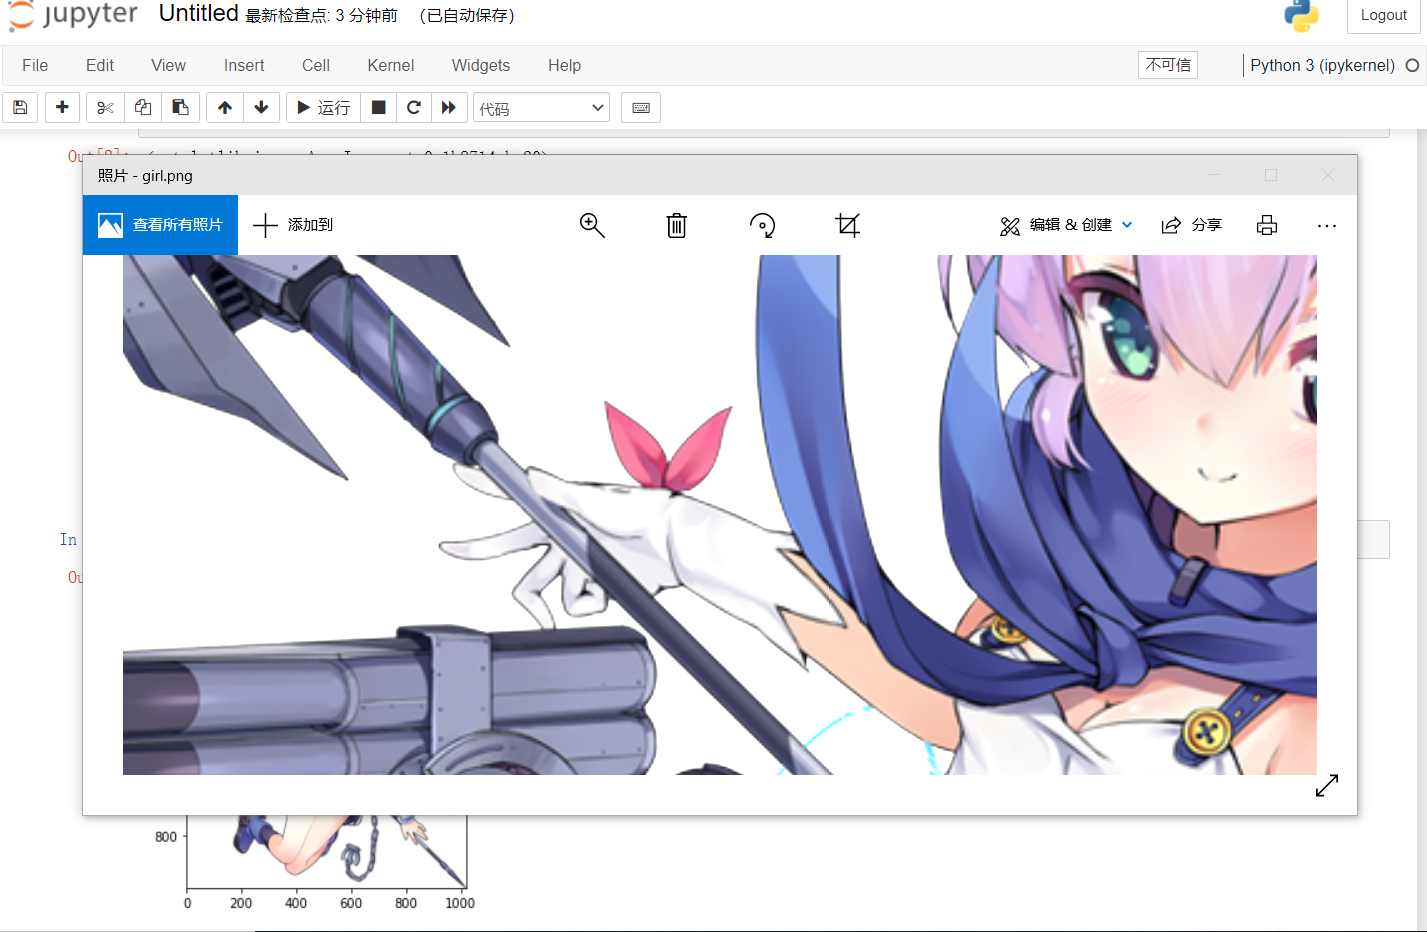 jupyter Untitled 最新检查点: 3 分钟前 (已自动保存) Logout
File Edit View Insert Cell Kernel Widgets Help 不可信 Python 3 (ipykernel)
运行 代码
照片 - girl.png
查看所有照片 添加到 编辑 & 创建 分享
In
Ou
800
0 200 400 600 800 1000